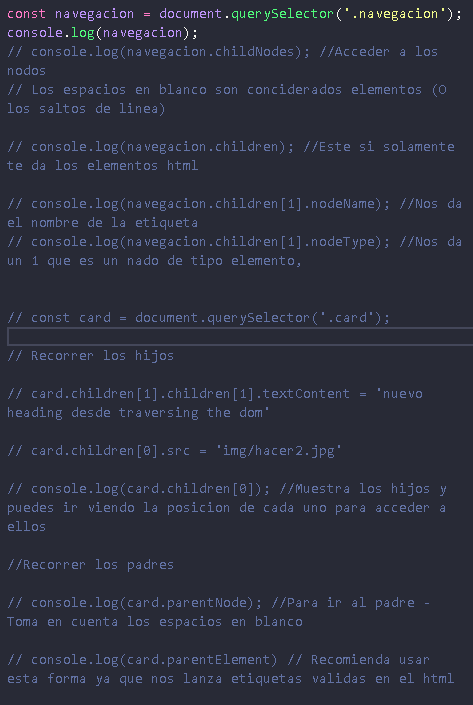 const navegacion = document.querySelector('.navegacion');
console.log(navegacion);
// console.log(navegacion.childNodes); //Acceder a los
nodos
// Los espacios en blanco son conciderados elementos (O
los saltos de linea)
// console.log(navegacion.children); //Este si solamente
te da los elementos html
// console.log(navegacion.children[1].nodeName); //Nos da
el nombre de la etiqueta
// console.log(navegacion.children[1].nodeType); //Nos da
un 1 que es un nado de tipo elemento,
// const card = document.querySelector('.card');
// Recorrer los hijos
// card.children[1].children[1].textContent = 'nuevo
heading desde traversing the dom'
// card.children[0].src = 'img/hacer2.jpg'
// console.log(card.children[0]); //Muestra los hijos y
puedes ir viendo la posicion de cada uno para acceder a
ellos
//Recorrer los padres
// console.log(card.parentNode); //Para ir al padre -
Toma en cuenta los espacios en blanco
// console.log(card.parentElement) // Recomienda usar
esta forma ya que nos lanza etiquetas validas en el html